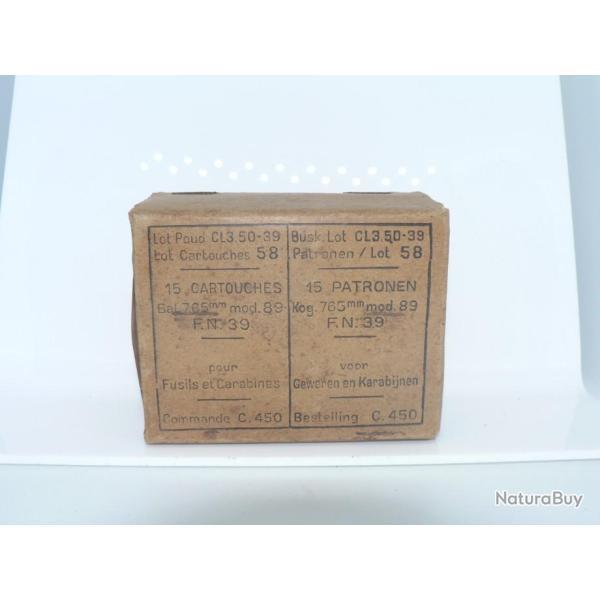 Lot Poud CL3.50-39
Lot Cartouches 58
15 CARTOUCHES
Bal. 7.65mm mod. 89
F.N. 39
pour
Fusils et Carabines
Commande C. 450
Busk. Lot CL3.50-39
Patronen/Lot 58
15 PATRONEN
Kog. 765mm mod. 89
F.N. 39
voor
Geweren en Karabijnen
Bestelling C. 450
NaturaBuy